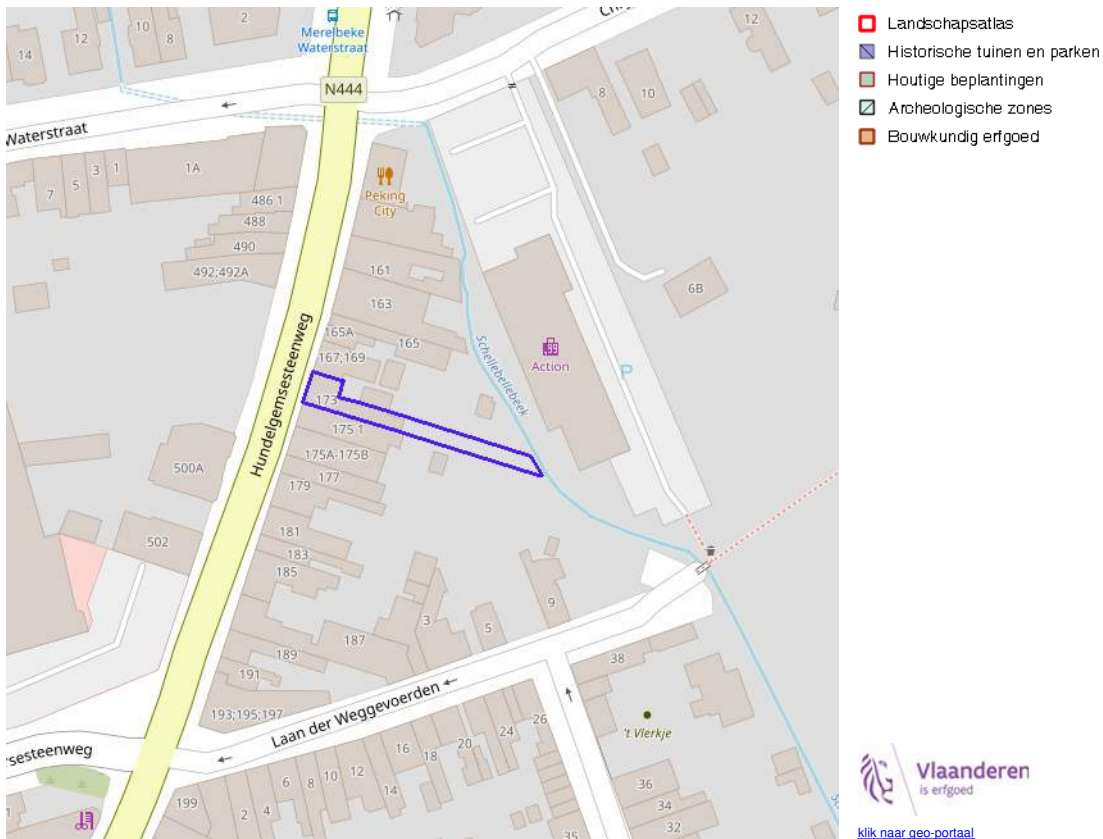 2
10
12
8
14
12
Merelbeke
Waterstraat
N444
Waterstraat
8
10
1
3
5
7
1A
Peking
City
486 1
488
490
492;492A
161
163
6B
165A
165
167;169
Schellebellebeek
Action
P
173
175 1
Hundelgemsesteenweg
175A-175B
177
500A
179
181
502
183
185
9
3
5
187
189
38
191
193;195;197
Laan der Weggevoerden
26
't Vlerkje
24
20
18
16
36
12
10
14
8
6
34
199
4
2
32
35
Landschapsatlas
Historische tuinen en parken
Houtige beplantingen
Archeologische zones
Bouwkundig erfgoed
Vlaanderen
is erfgoed
klik naar geo-portaal